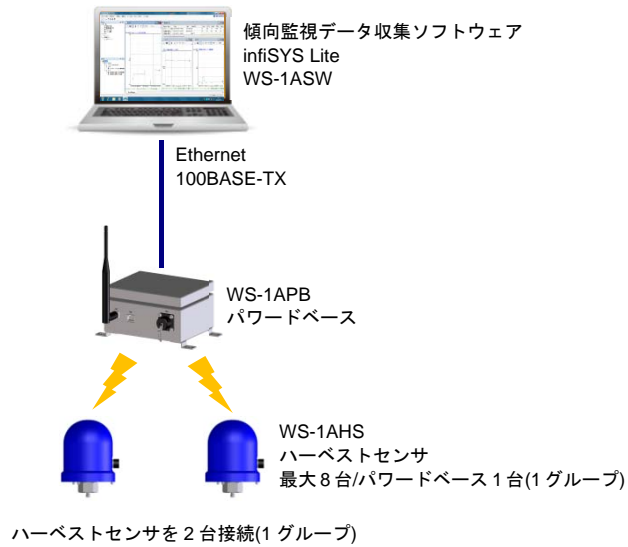 傾向監視データ収集ソフトウェア
infiSYS Lite
WS-1ASW
Ethernet
100BASE-TX
WS-1APB
パワードベース
WS-1AHS
ハーベストセンサ
最大 8 台/パワードベース 1 台(1 グループ)
ハーベストセンサを 2 台接続(1 グループ)